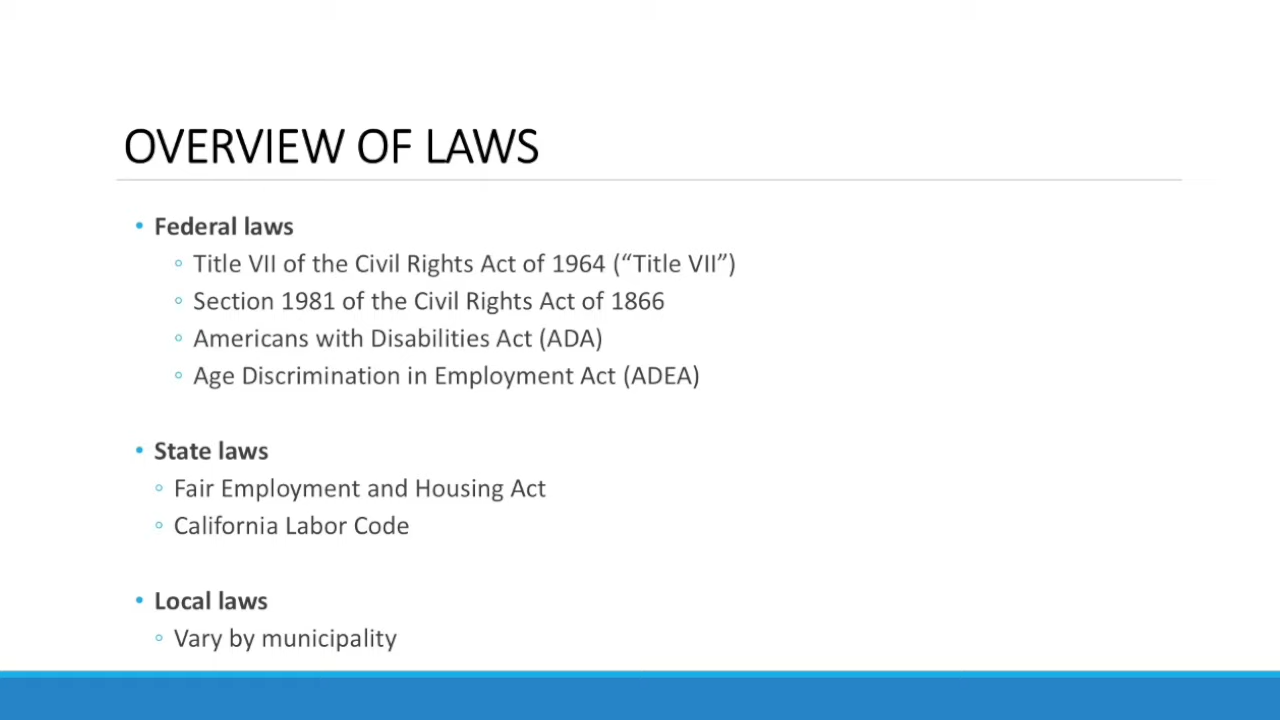 OVERVIEW OF LAWS
• Federal laws
◦ Title VII of the Civil Rights Act of 1964 (“Title VII”)
◦ Section 1981 of the Civil Rights Act of 1866
◦ Americans with Disabilities Act (ADA)
◦ Age Discrimination in Employment Act (ADEA)
• State laws
◦ Fair Employment and Housing Act
◦ California Labor Code
• Local laws
◦ Vary by municipality